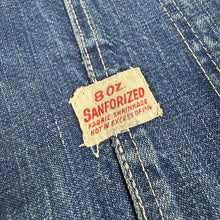 8 OZ.
SANFORIZED
FABRIC SHRINKAGE
NOT IN EXCESS OF 1%